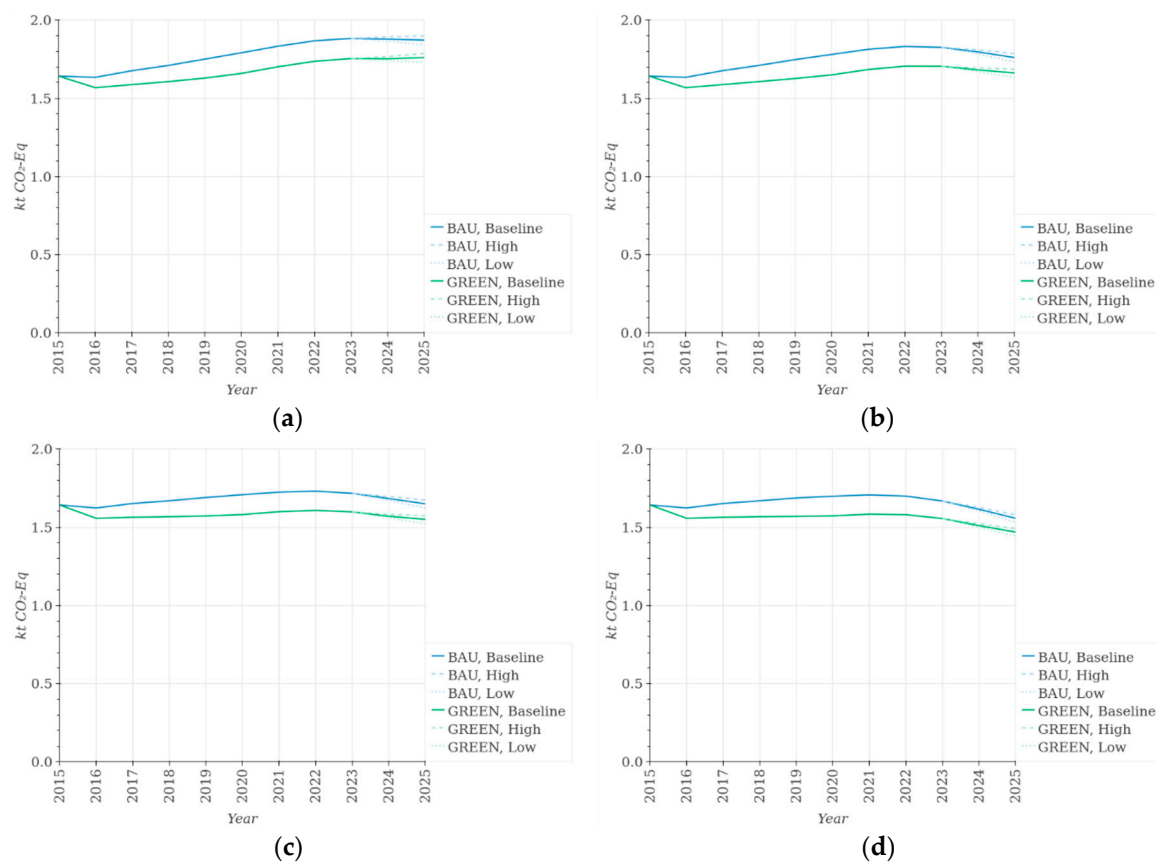 2.0
1.5
1.0
0.5
0.0
kt CO₂-Eq
2015
2016
2017
2018
2019
2020
2021
2022
2023
2024
2025
Year
BAU, Baseline
BAU, High
BAU, Low
GREEN, Baseline
GREEN, High
GREEN, Low
(a)
2.0
1.5
1.0
0.5
0.0
kt CO₂-Eq
2015
2016
2017
2018
2019
2020
2021
2022
2023
2024
2025
Year
BAU, Baseline
BAU, High
BAU, Low
GREEN, Baseline
GREEN, High
GREEN, Low
(b)
2.0
1.5
1.0
0.5
0.0
kt CO₂-Eq
2015
2016
2017
2018
2019
2020
2021
2022
2023
2024
2025
Year
BAU, Baseline
BAU, High
BAU, Low
GREEN, Baseline
GREEN, High
GREEN, Low
(c)
2.0
1.5
1.0
0.5
0.0
kt CO₂-Eq
2015
2016
2017
2018
2019
2020
2021
2022
2023
2024
2025
Year
BAU, Baseline
BAU, High
BAU, Low
GREEN, Baseline
GREEN, High
GREEN, Low
(d)